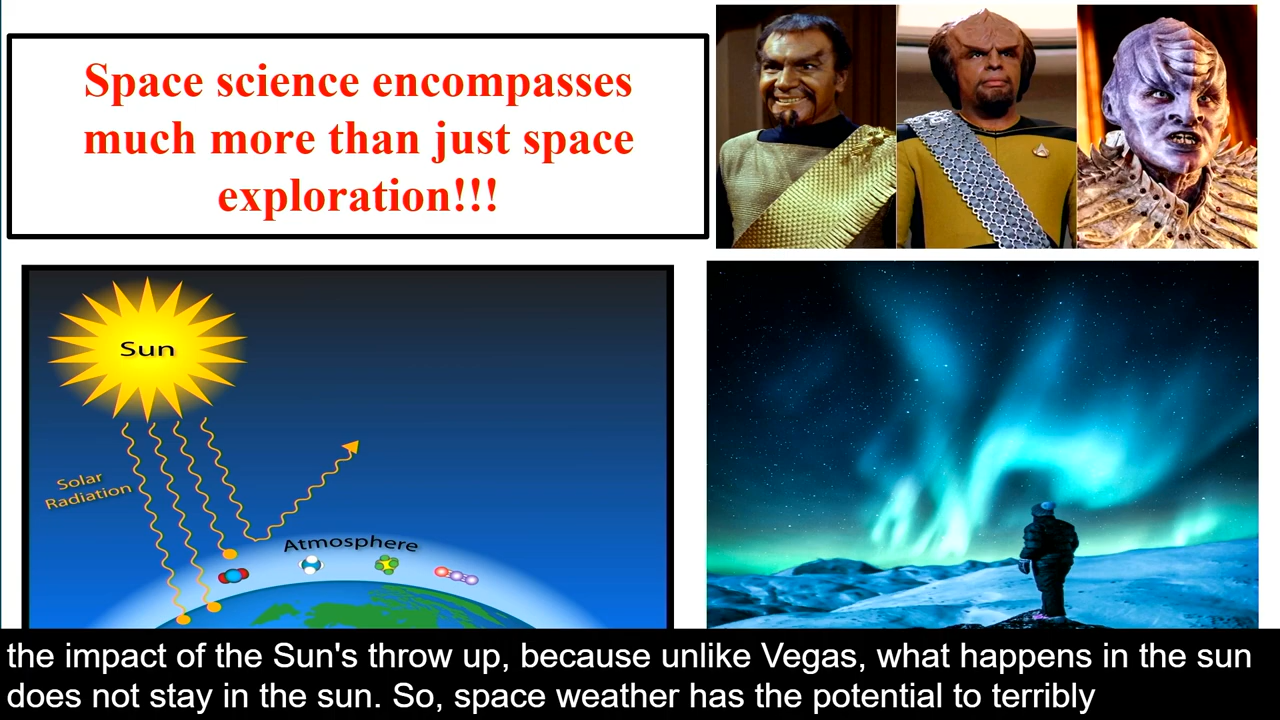 Space science encompasses
much more than just space
exploration!!!
Sun
Solar
Radiation
Atmosphere
the impact of the Sun's throw up, because unlike Vegas, what happens in the sun
does not stay in the sun. So, space weather has the potential to terribly